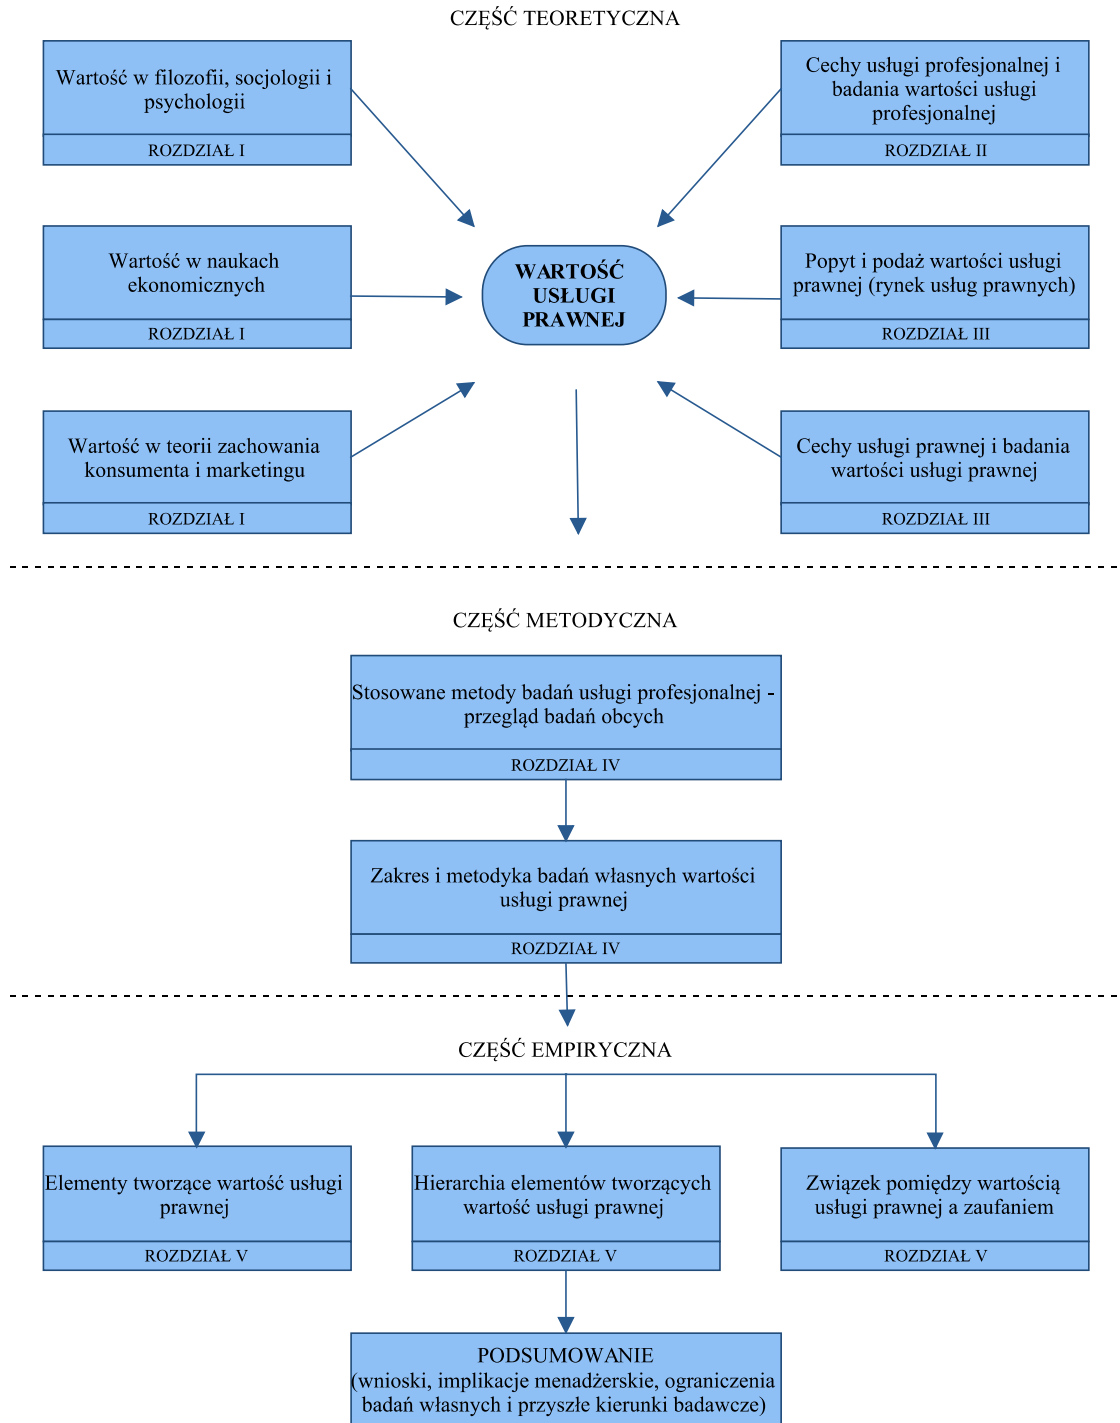 CZĘŚĆ TEORETYCZNA
Wartość w filozofii, socjologii i
psychologii
ROZDZIAŁ I
Cechy usługi profesjonalnej i
badania wartości usługi
profesjonalnej
ROZDZIAŁ II
Wartość w naukach
ekonomicznych
ROZDZIAŁ I
WARTOŚĆ
USŁUGI
PRAWNEJ
Popyt i podaż wartości usługi
prawnej (rynek usług prawnych)
ROZDZIAŁ III
Wartość w teorii zachowania
konsumenta i marketingu
ROZDZIAŁ I
Cechy usługi prawnej i badania
wartości usługi prawnej
ROZDZIAŁ III
CZĘŚĆ METODYCZNA
Stosowane metody badań usługi profesjonalnej -
przegląd badań obcych
ROZDZIAŁ IV
Zakres i metodyka badań własnych wartości
usługi prawnej
ROZDZIAŁ IV
CZĘŚĆ EMPIRYCZNA
Elementy tworzące wartość usługi
prawnej
ROZDZIAŁ V
Hierarchia elementów tworzących
wartość usługi prawnej
ROZDZIAŁ V
Związek pomiędzy wartością
usługi prawnej a zaufaniem
ROZDZIAŁ V
PODSUMOWANIE
(wnioski, implikacje menadżerskie, ograniczenia
badań własnych i przyszłe kierunki badawcze)